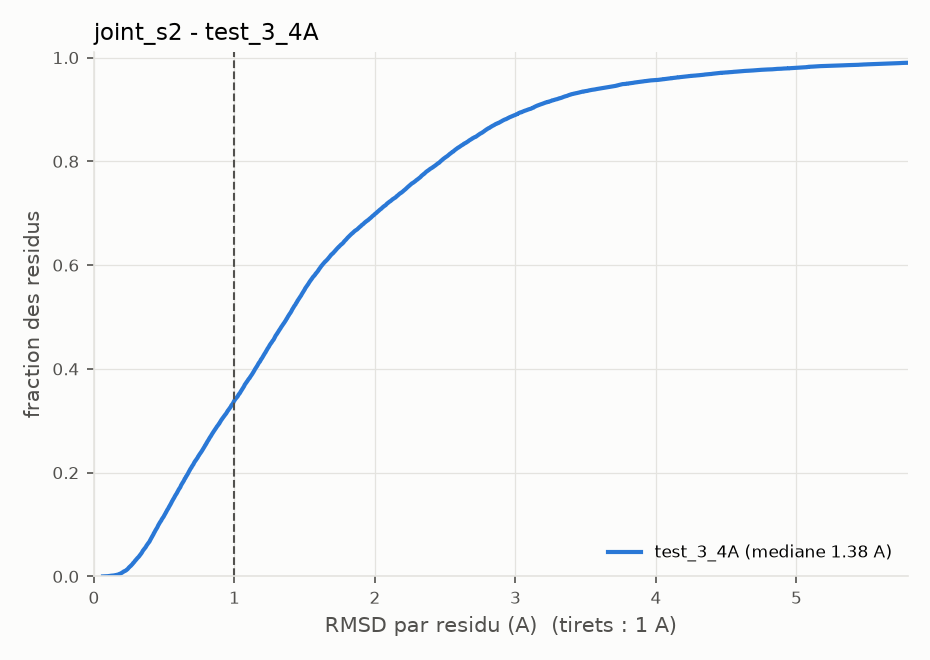 joint_s2 - test_3_4A
1.0
0.8
0.6
0.4
0.2
0.0
fraction des residus
test_3_4A (mediane 1.38 A)
0 1 2 3 4 5
RMSD par residu (A)  (tirets : 1 A)